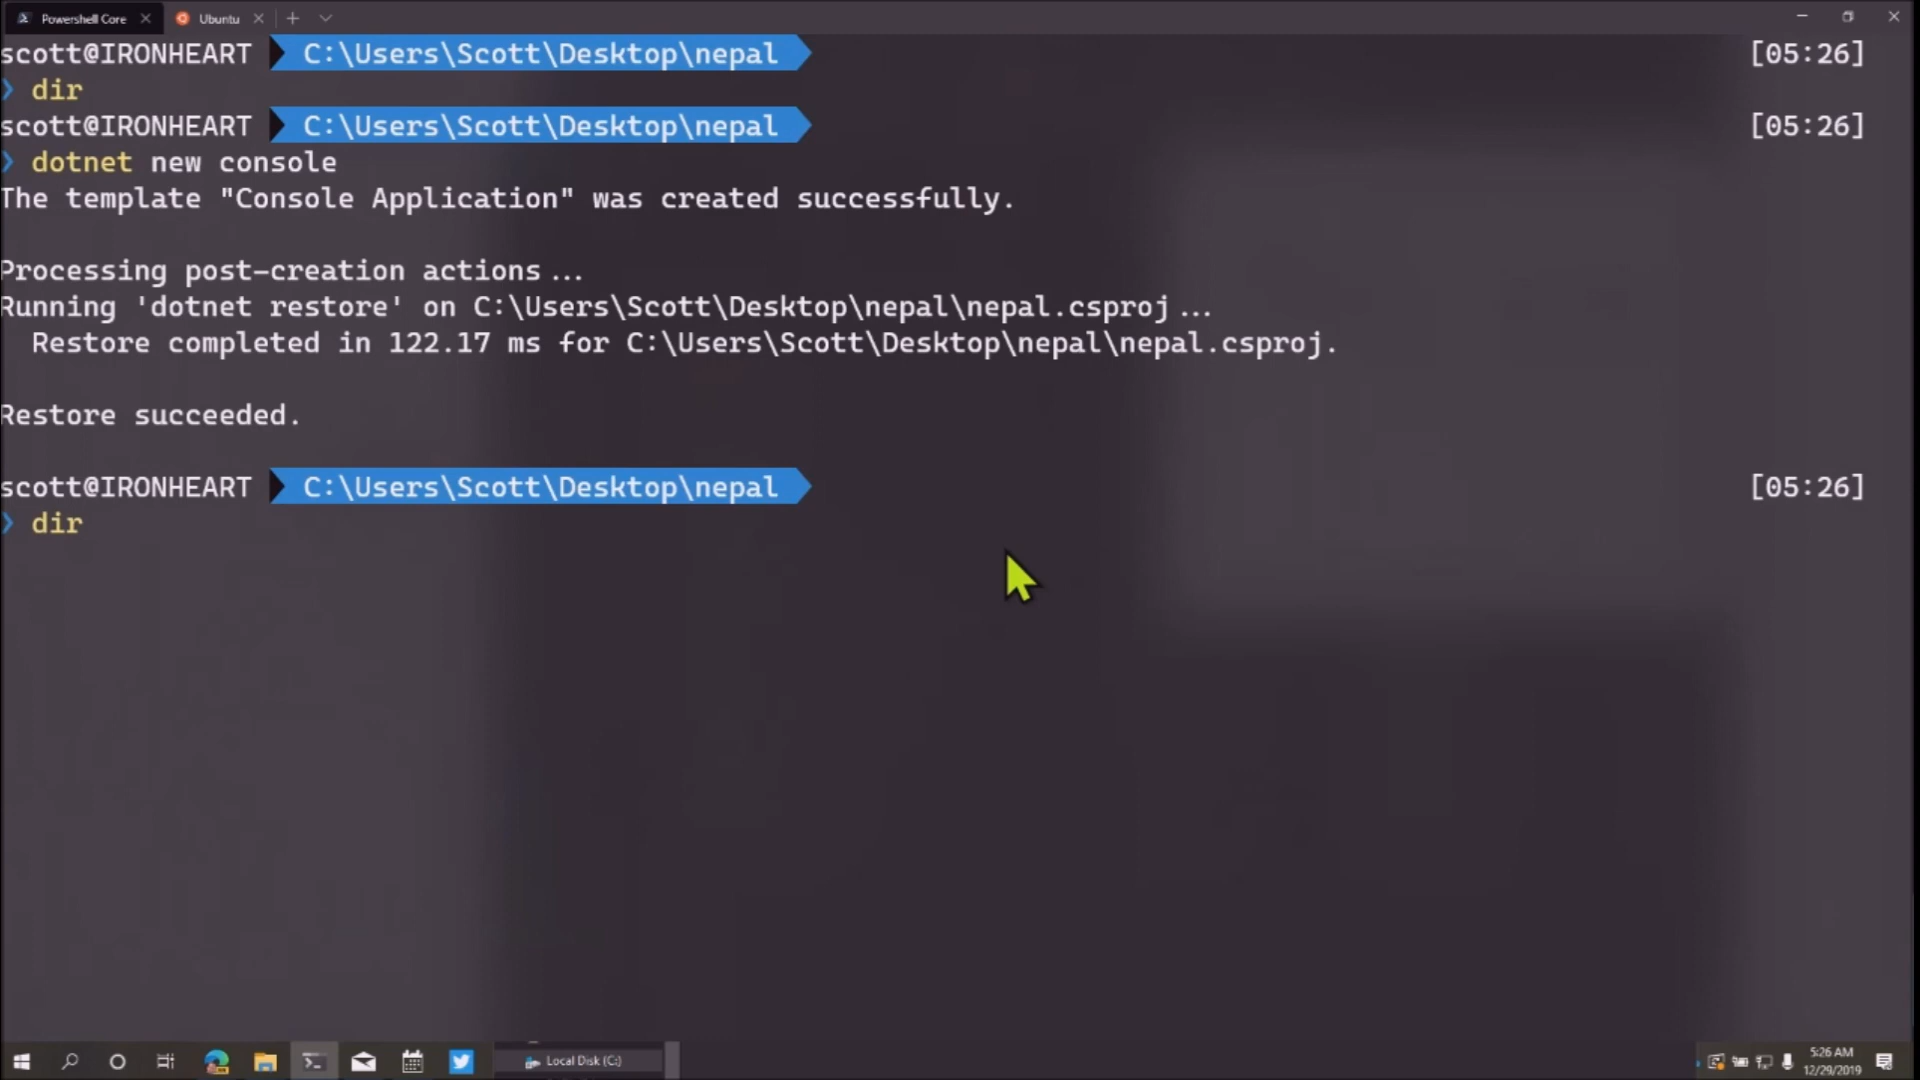 Powershell Core
Ubuntu
scott@IRONHEART C:\Users\Scott\Desktop\nepal [05:26]
❯ dir
scott@IRONHEART C:\Users\Scott\Desktop\nepal [05:26]
❯ dotnet new console
The template "Console Application" was created successfully.
Processing post-creation actions...
Running 'dotnet restore' on C:\Users\Scott\Desktop\nepal\nepal.csproj...
Restore completed in 122.17 ms for C:\Users\Scott\Desktop\nepal\nepal.csproj.
Restore succeeded.
scott@IRONHEART C:\Users\Scott\Desktop\nepal [05:26]
❯ dir
Local Disk (C:)
5:26 AM
12/29/2019